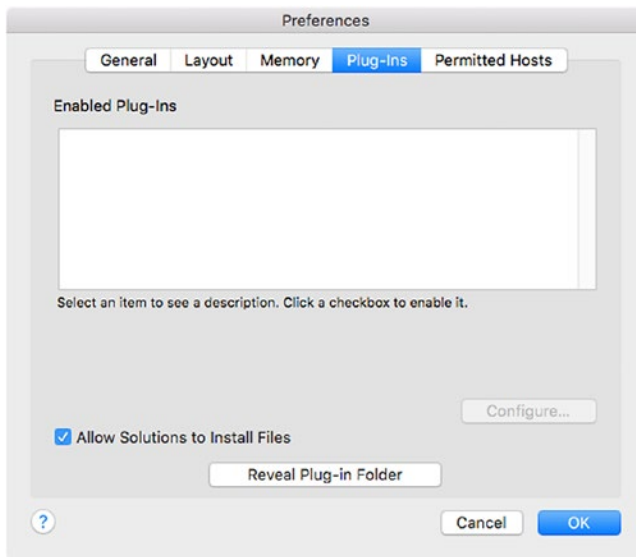 Preferences
General Layout Memory Plug-Ins Permitted Hosts
Enabled Plug-Ins
Select an item to see a description. Click a checkbox to enable it.
Configure...
Allow Solutions to Install Files
Reveal Plug-in Folder
? Cancel OK